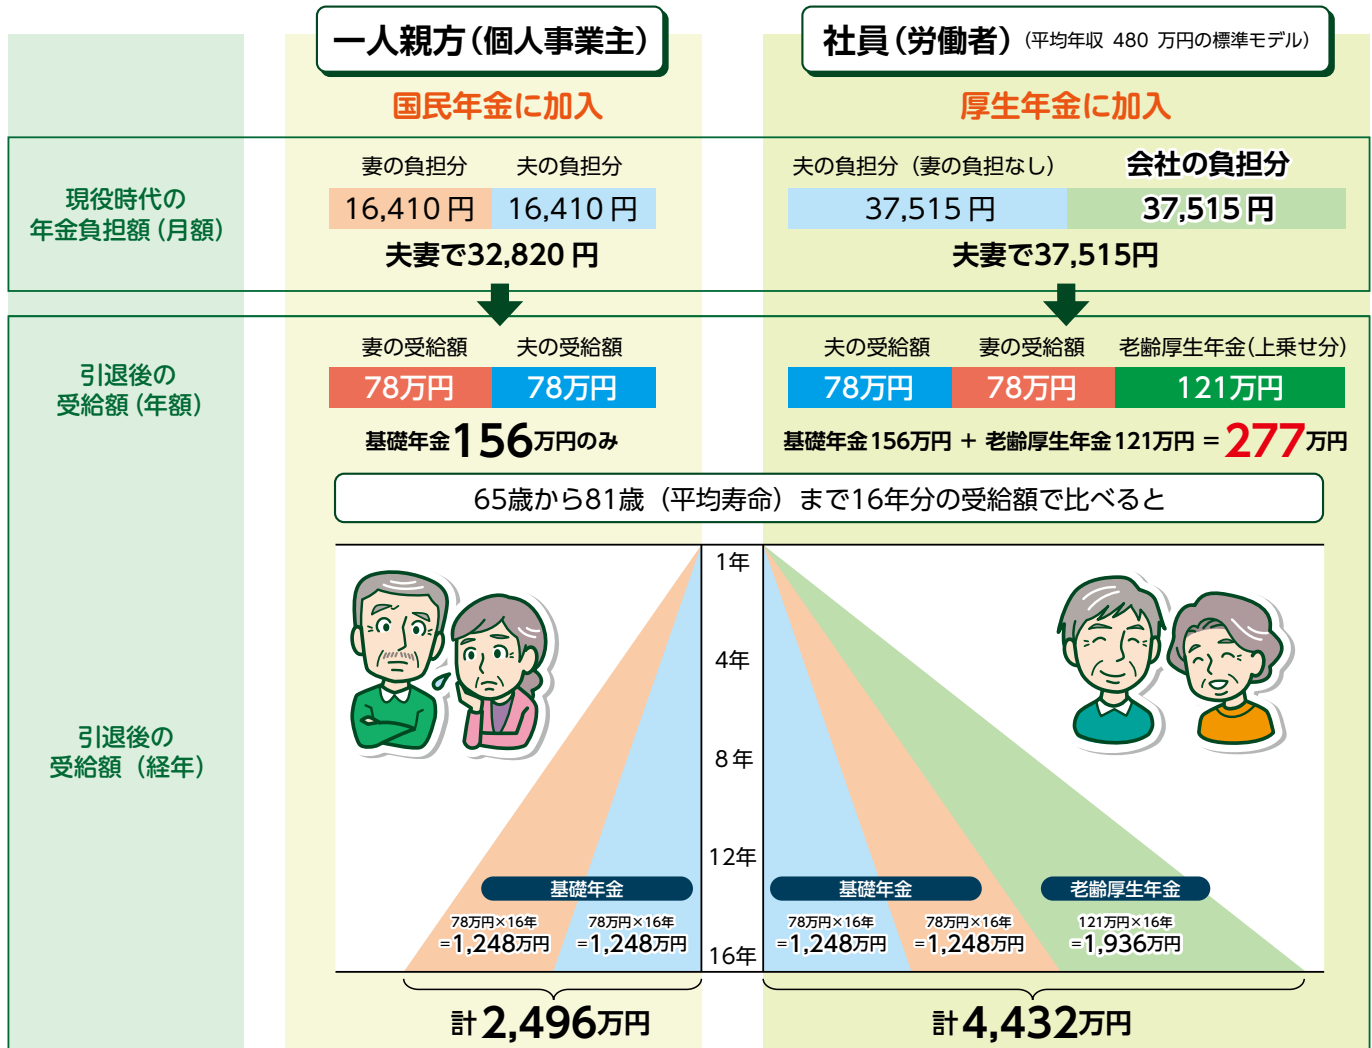 一人親方(個人事業主)
社員(労働者)(平均年収 480 万円の標準モデル)
国民年金に加入
厚生年金に加入
現役時代の
年金負担額(月額)
妻の負担分 夫の負担分
16,410 円 16,410 円
夫妻で32,820 円
夫の負担分(妻の負担なし) 会社の負担分
37,515 円 37,515 円
夫妻で37,515円
引退後の
受給額(年額)
妻の受給額 夫の受給額
78万円 78万円
基礎年金156万円のみ
夫の受給額 妻の受給額 老齢厚生年金(上乗せ分)
78万円 78万円 121万円
基礎年金156万円 + 老齢厚生年金121万円 = 277万円
65歳から81歳(平均寿命)まで16年分の受給額で比べると
引退後の
受給額(経年)
1年
4年
8年
12年
16年
基礎年金
78万円×16年 78万円×16年
=1,248万円 =1,248万円
計2,496万円
基礎年金 老齢厚生年金
78万円×16年 78万円×16年 121万円×16年
=1,248万円 =1,248万円 =1,936万円
計4,432万円